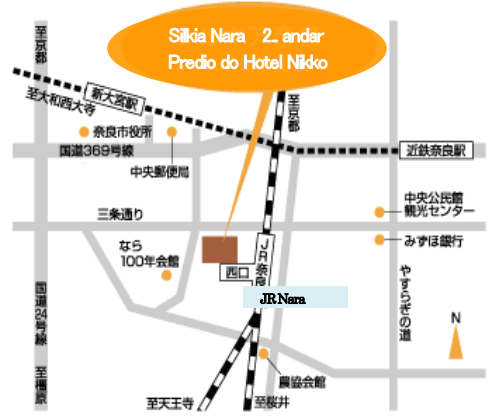 Silkia Nara 2.. andar
Predio do Hotel Nikko
至京都
至京都
新大宮駅
至大和西大寺
奈良市役所
国道369号線
中央郵便局
近鉄奈良駅
中央公民館
観光センター
三条通り
みずほ銀行
なら
100年会館
西口
JR奈良
JR Nara
やすらぎの道
国道24号線
N
農協会館
至橿原
至天王寺
至桜井